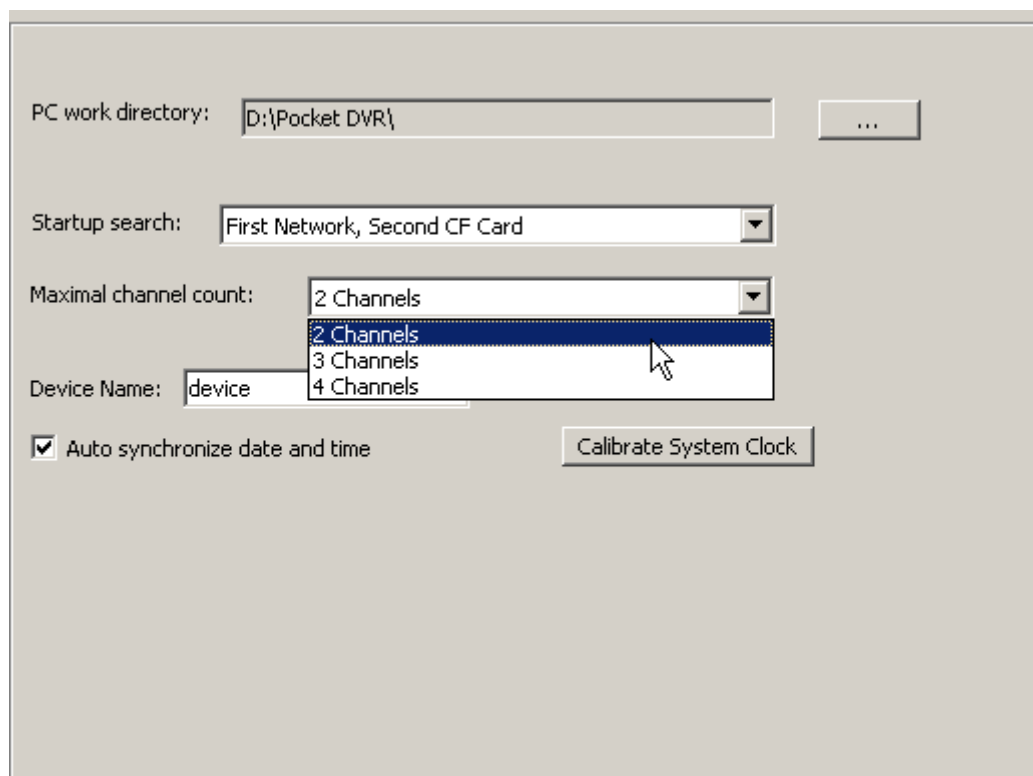 PC work directory: D:\Pocket DVR\ ...
Startup search: First Network, Second CF Card
Maximal channel count: 2 Channels
2 Channels
3 Channels
4 Channels
Device Name: device
Auto synchronize date and time Calibrate System Clock